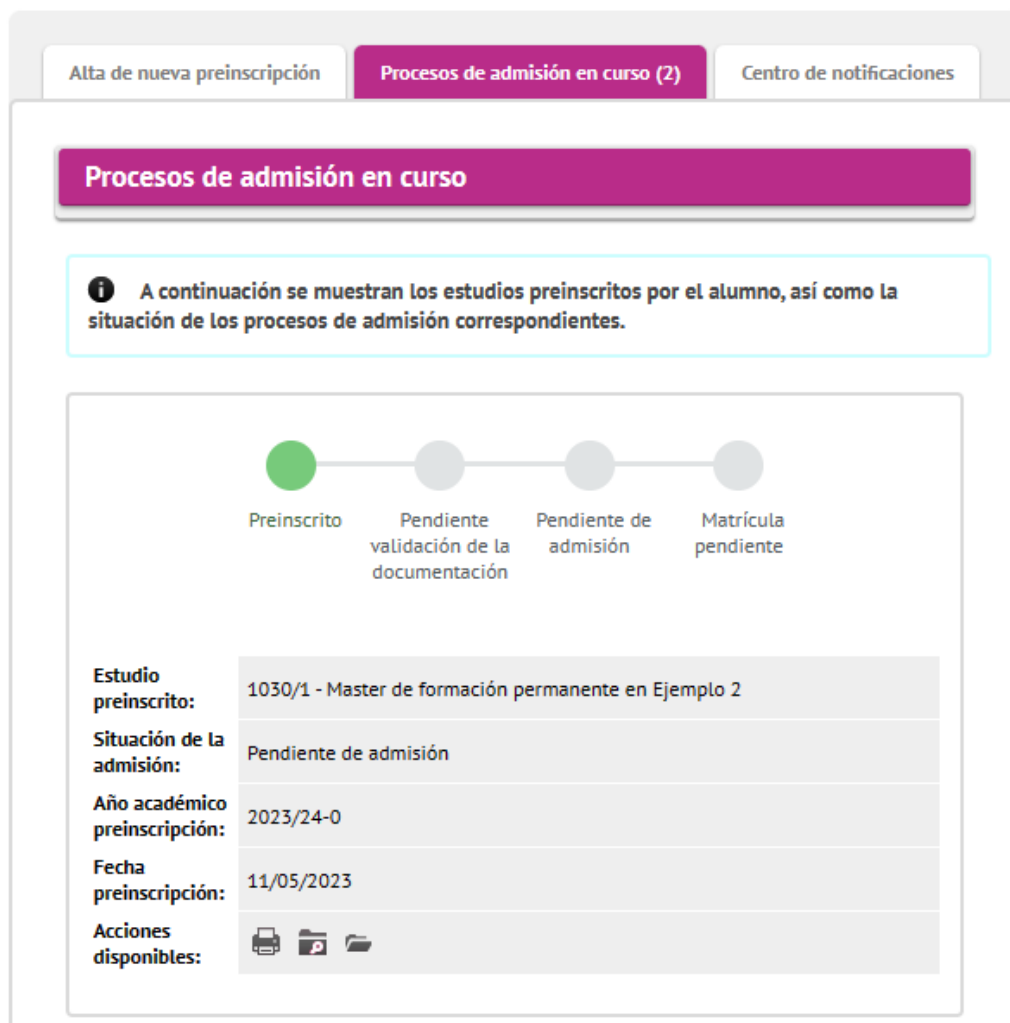 Alta de nueva preinscripción
Procesos de admisión en curso (2)
Centro de notificaciones
Procesos de admisión en curso
A continuación se muestran los estudios preinscritos por el alumno, así como la
situación de los procesos de admisión correspondientes.
Preinscrito
Pendiente
validación de la
documentación
Pendiente de
admisión
Matrícula
pendiente
Estudio
preinscrito:
1030/1 - Master de formación permanente en Ejemplo 2
Situación de la
admisión:
Pendiente de admisión
Año académico
preinscripción:
2023/24-0
Fecha
preinscripción:
11/05/2023
Acciones
disponibles: